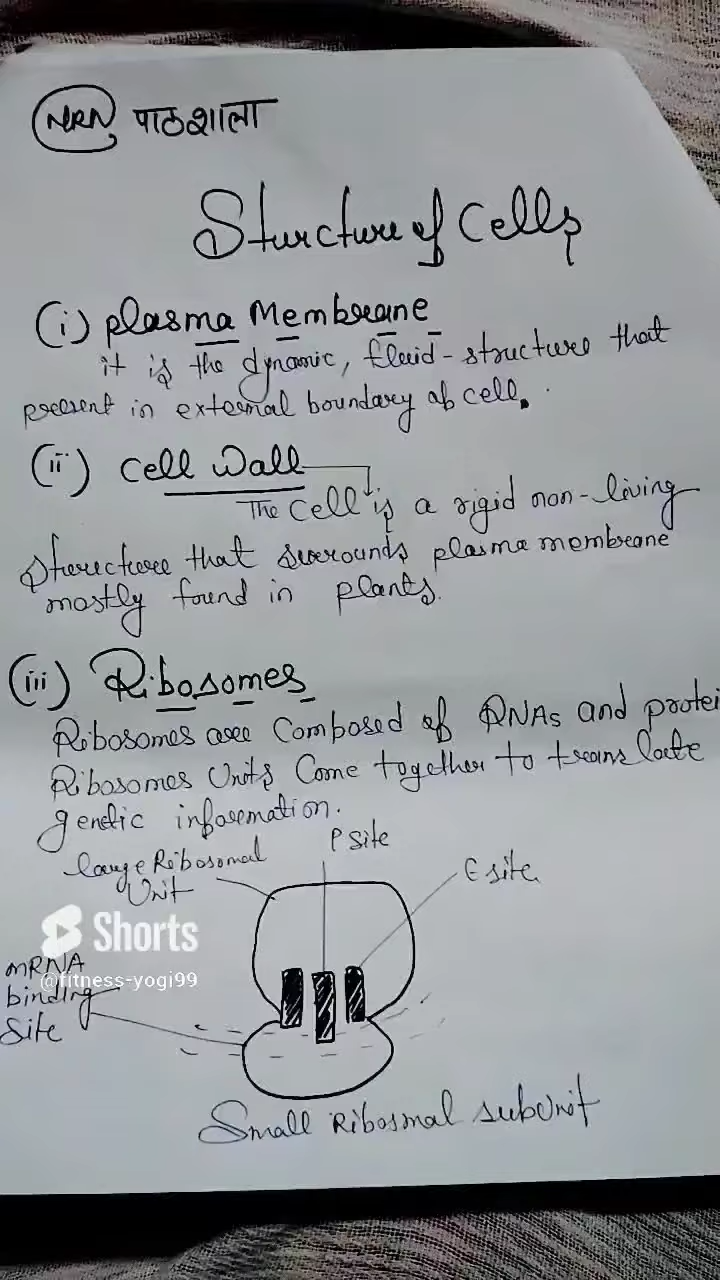 NRN पाठशाला
Sturcture of Cells
(i) plasma Membrane
it is the dynamic, fluid-structure that
present in external boundary of cell.
(ii) Cell Wall
The Cell is a rigid non-living
structure that surrounds plasma membrane
mostly found in plants.
(iii) Ribosomes
Ribosomes are Composed of RNAs and protei
Ribosomes Units Come together to translate
genetic information.
P site
large Ribosomal
Unit
E site
Shorts
@fitness-yogi99
mRNA
binding
Site
Small Ribosmal subunit